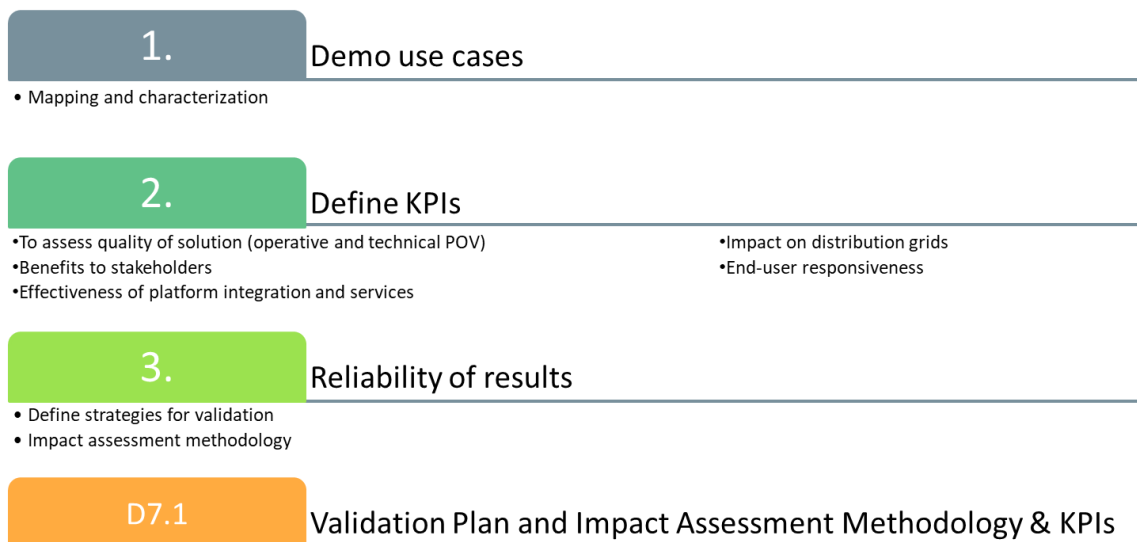 1.
Demo use cases
• Mapping and characterization
2.
Define KPIs
•To assess quality of solution (operative and technical POV)
•Benefits to stakeholders
•Effectiveness of platform integration and services
•Impact on distribution grids
•End-user responsiveness
3.
Reliability of results
• Define strategies for validation
• Impact assessment methodology
D7.1
Validation Plan and Impact Assessment Methodology & KPIs